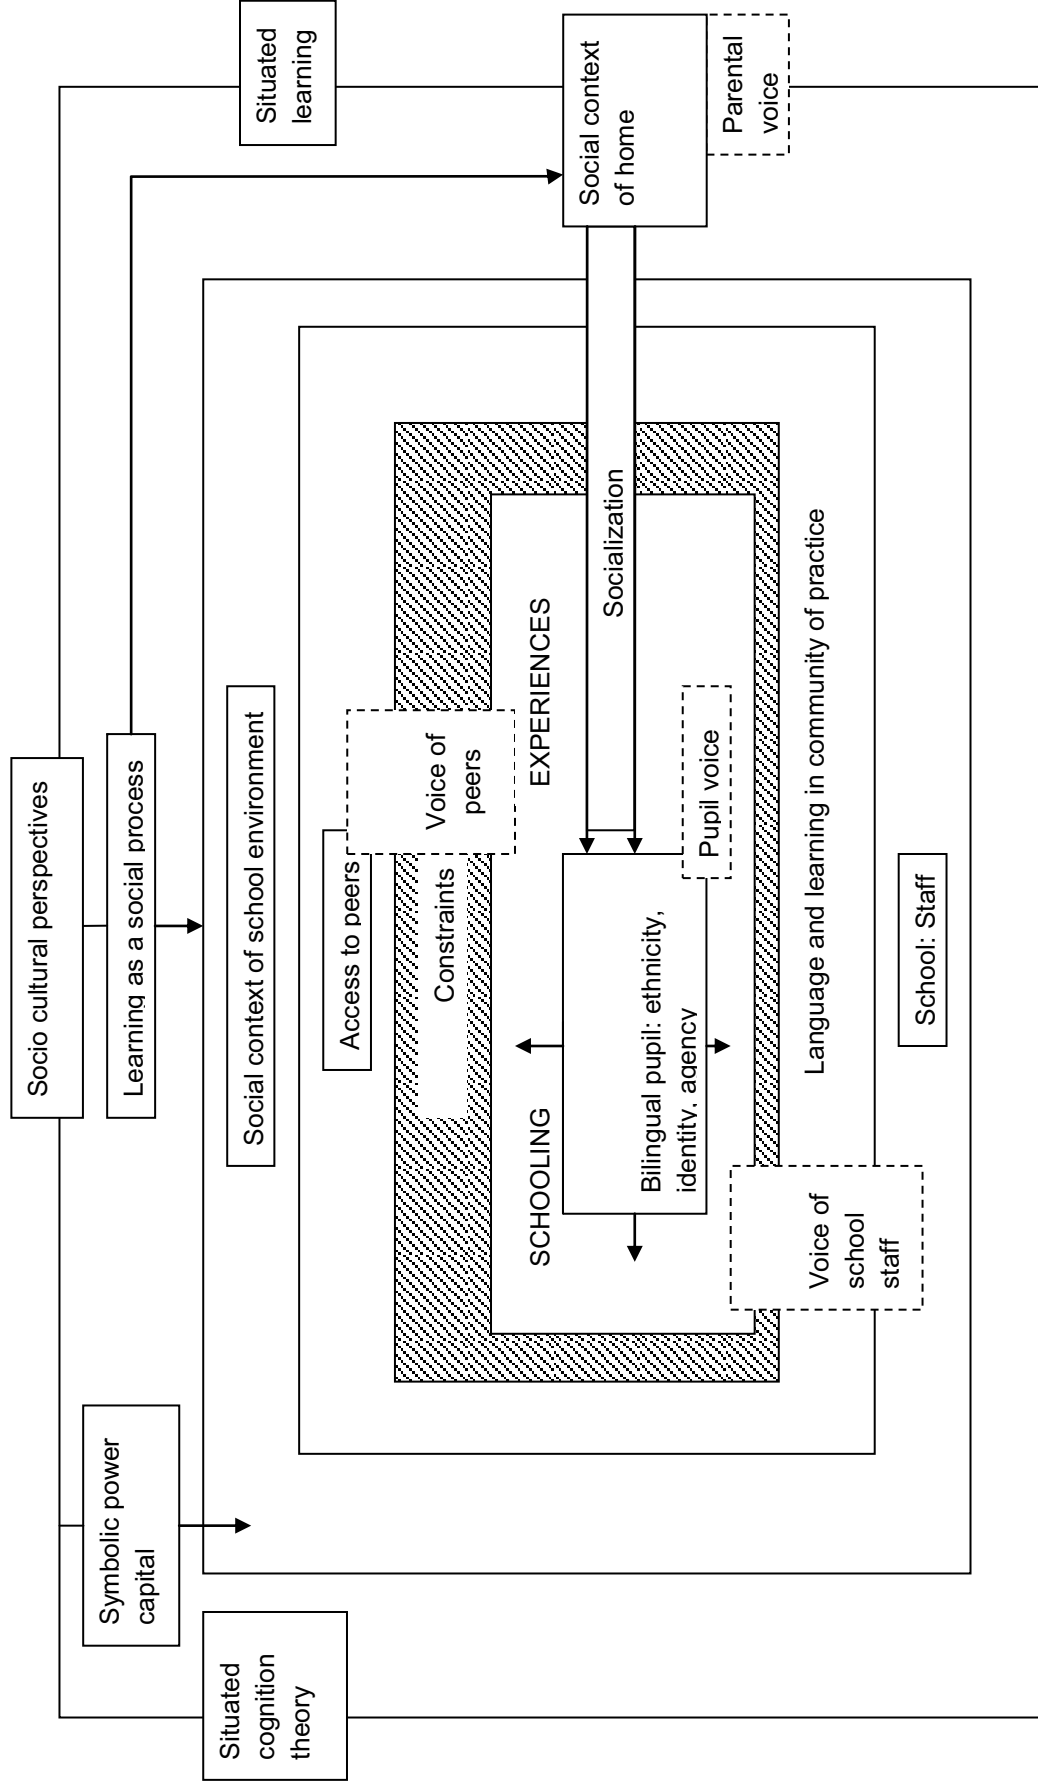 Socio cultural perspectives
Symbolic power
capital
Learning as a social process
Situated
cognition
theory
Social context of school environment
Situated
learning
Access to peers
Constraints
Voice of
peers
SCHOOLING
EXPERIENCES
Social context
of home
Socialization
Bilingual pupil: ethnicity,
identity, agency
Pupil voice
Parental
voice
Voice of
school
staff
Language and learning in community of practice
School: Staff